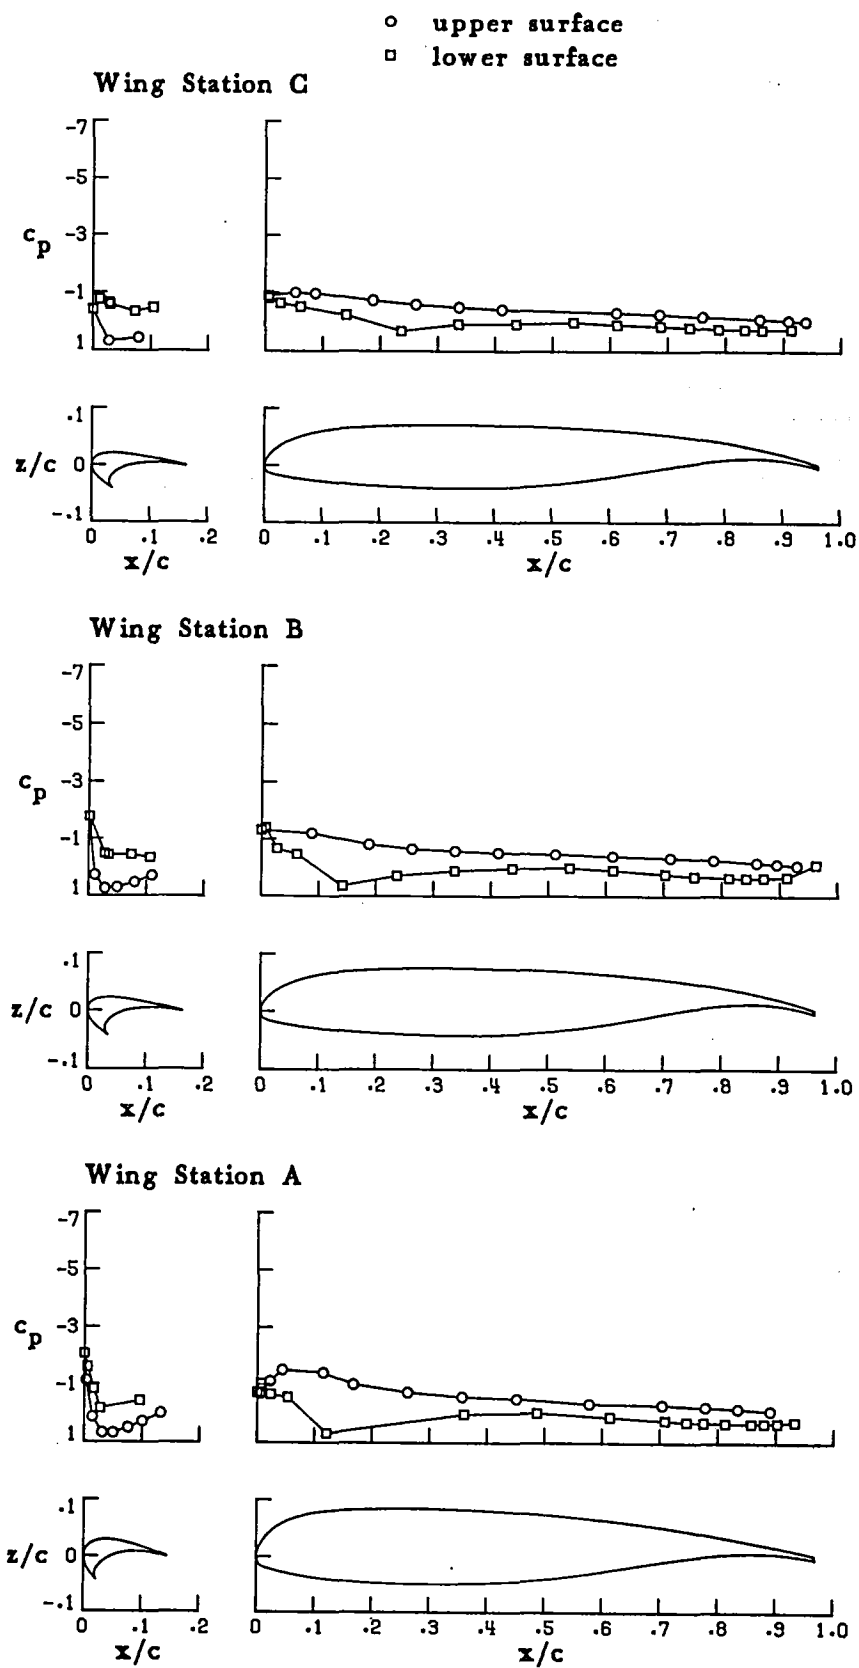 ○ upper surface
□ lower surface
Wing Station C
-7
-5
c_p -3
-1
1
.1
z/c 0
-.1
0 .1 .2 0 .1 .2 .3 .4 .5 .6 .7 .8 .9 1.0
x/c x/c
Wing Station B
-7
-5
c_p -3
-1
1
.1
z/c 0
-.1
0 .1 .2 0 .1 .2 .3 .4 .5 .6 .7 .8 .9 1.0
x/c x/c
Wing Station A
-7
-5
c_p -3
-1
1
.1
z/c 0
-.1
0 .1 .2 0 .1 .2 .3 .4 .5 .6 .7 .8 .9 1.0
x/c x/c